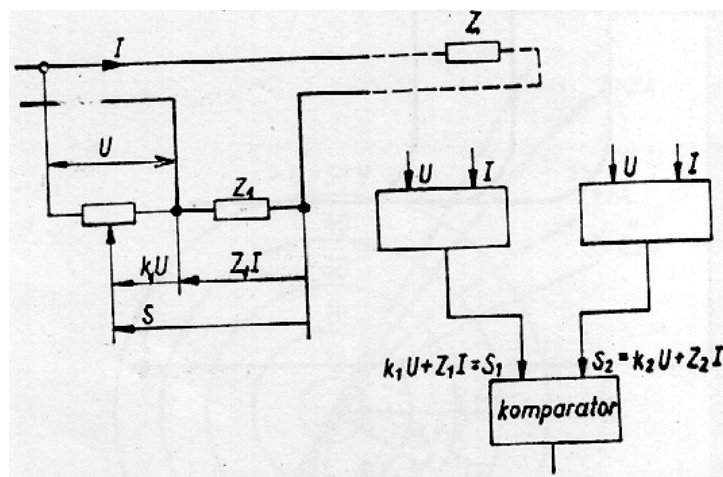 I
Z
U
Z₁
k₁U
Z₁I
S
U
I
U
I
k₁U+Z₁I=S₁
S₂=k₂U+Z₂I
komparator